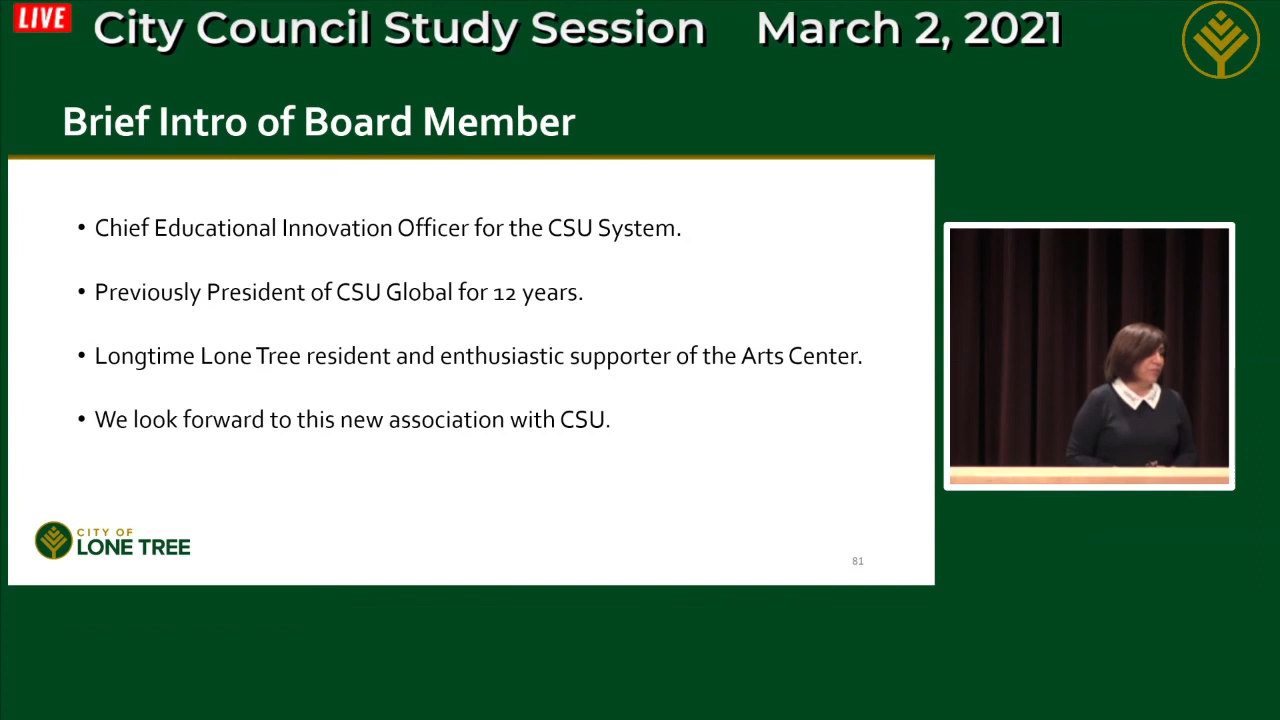 LIVE
City Council Study Session March 2, 2021
Brief Intro of Board Member
• Chief Educational Innovation Officer for the CSU System.
• Previously President of CSU Global for 12 years.
• Longtime Lone Tree resident and enthusiastic supporter of the Arts Center.
• We look forward to this new association with CSU.
CITY OF
LONE TREE
81